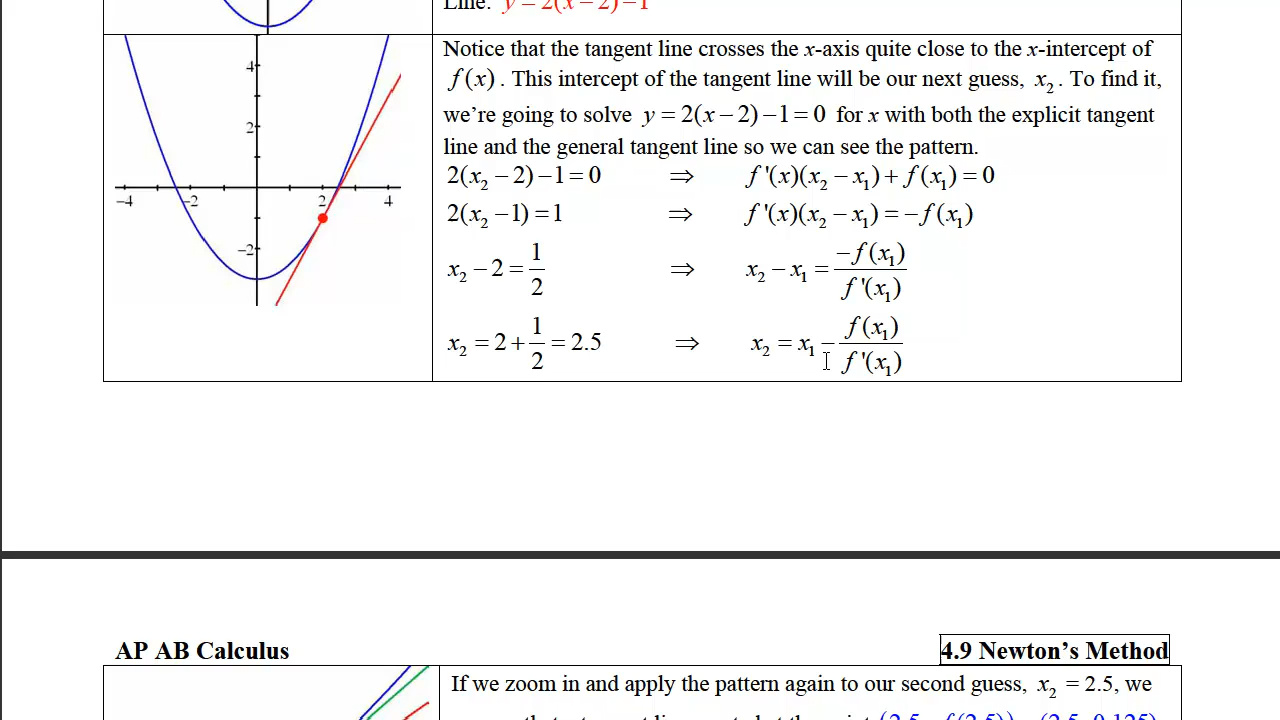 Line: y = 2(x − 2) − 1
Notice that the tangent line crosses the x-axis quite close to the x-intercept of
f(x). This intercept of the tangent line will be our next guess, x₂. To find it,
we're going to solve y = 2(x − 2) − 1 = 0 for x with both the explicit tangent
line and the general tangent line so we can see the pattern.
2(x₂ − 2) − 1 = 0 ⇒ f '(x)(x₂ − x₁) + f(x₁) = 0
2(x₂ − 1) = 1 ⇒ f '(x)(x₂ − x₁) = −f(x₁)
x₂ − 2 = 1/2 ⇒ x₂ − x₁ = −f(x₁)/f '(x₁)
x₂ = 2 + 1/2 = 2.5 ⇒ x₂ = x₁ − f(x₁)/f '(x₁)
4
2
−4 −2 2 4
−2
AP AB Calculus 4.9 Newton's Method
If we zoom in and apply the pattern again to our second guess, x₂ = 2.5, we